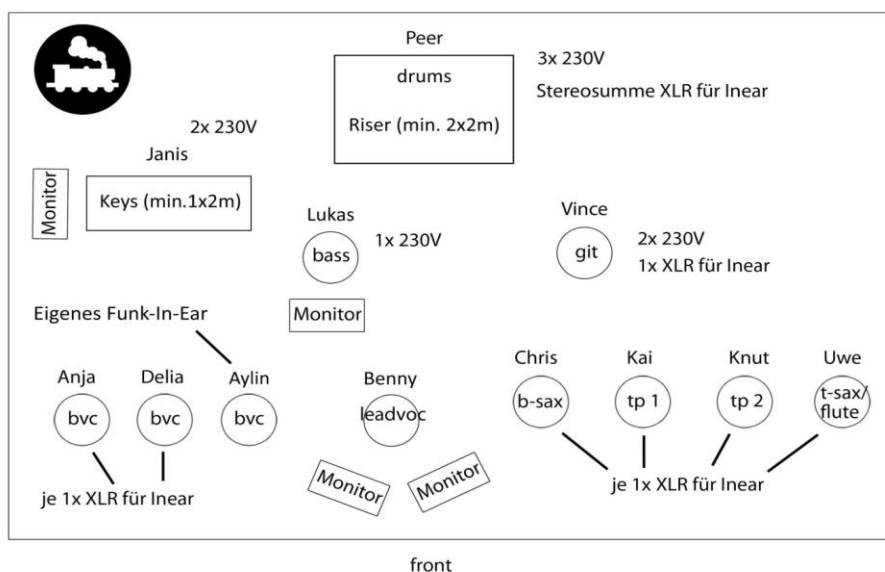 Peer
drums
Riser (min. 2x2m)
3x 230V
Stereosumme XLR für Inear
2x 230V
Janis
Monitor
Keys (min.1x2m)
Lukas
bass
1x 230V
Monitor
Vince
git
2x 230V
1x XLR für Inear
Eigenes Funk-In-Ear
Anja
Delia
Aylin
bvc
bvc
bvc
je 1x XLR für Inear
Benny
leadvoc
Monitor
Monitor
Chris
Kai
Knut
Uwe
b-sax
tp 1
tp 2
t-sax/
flute
je 1x XLR für Inear
front